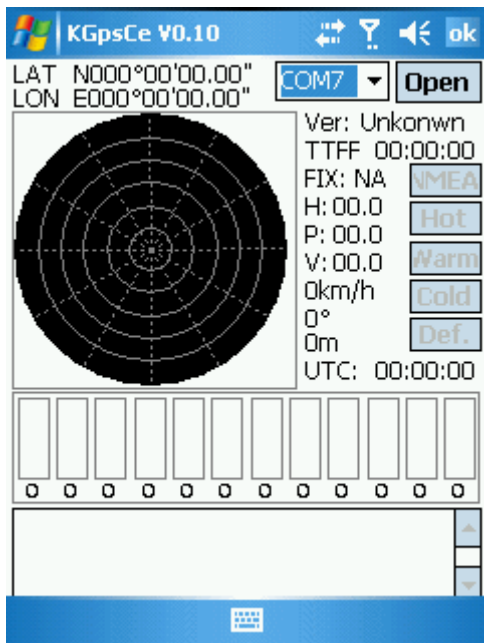 KGpsCe V0.10 ok
LAT N000°00'00.00" COM7 Open
LON E000°00'00.00"
Ver: Unkonwn
TTFF 00:00:00
FIX: NA NMEA
H: 00.0 Hot
P: 00.0
V: 00.0 Warm
0km/h Cold
0°
0m Def.
UTC: 00:00:00
0 0 0 0 0 0 0 0 0 0 0 0